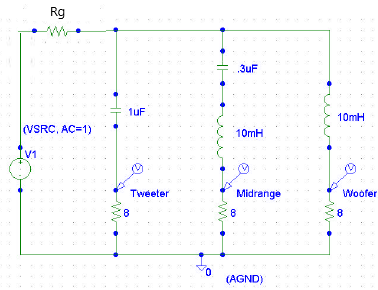 Rg
.3uF
1uF
10mH
(VSRC, AC=1)
10mH
V1
V
V
V
Tweeter
Midrange
Woofer
8
8
8
0
(AGND)